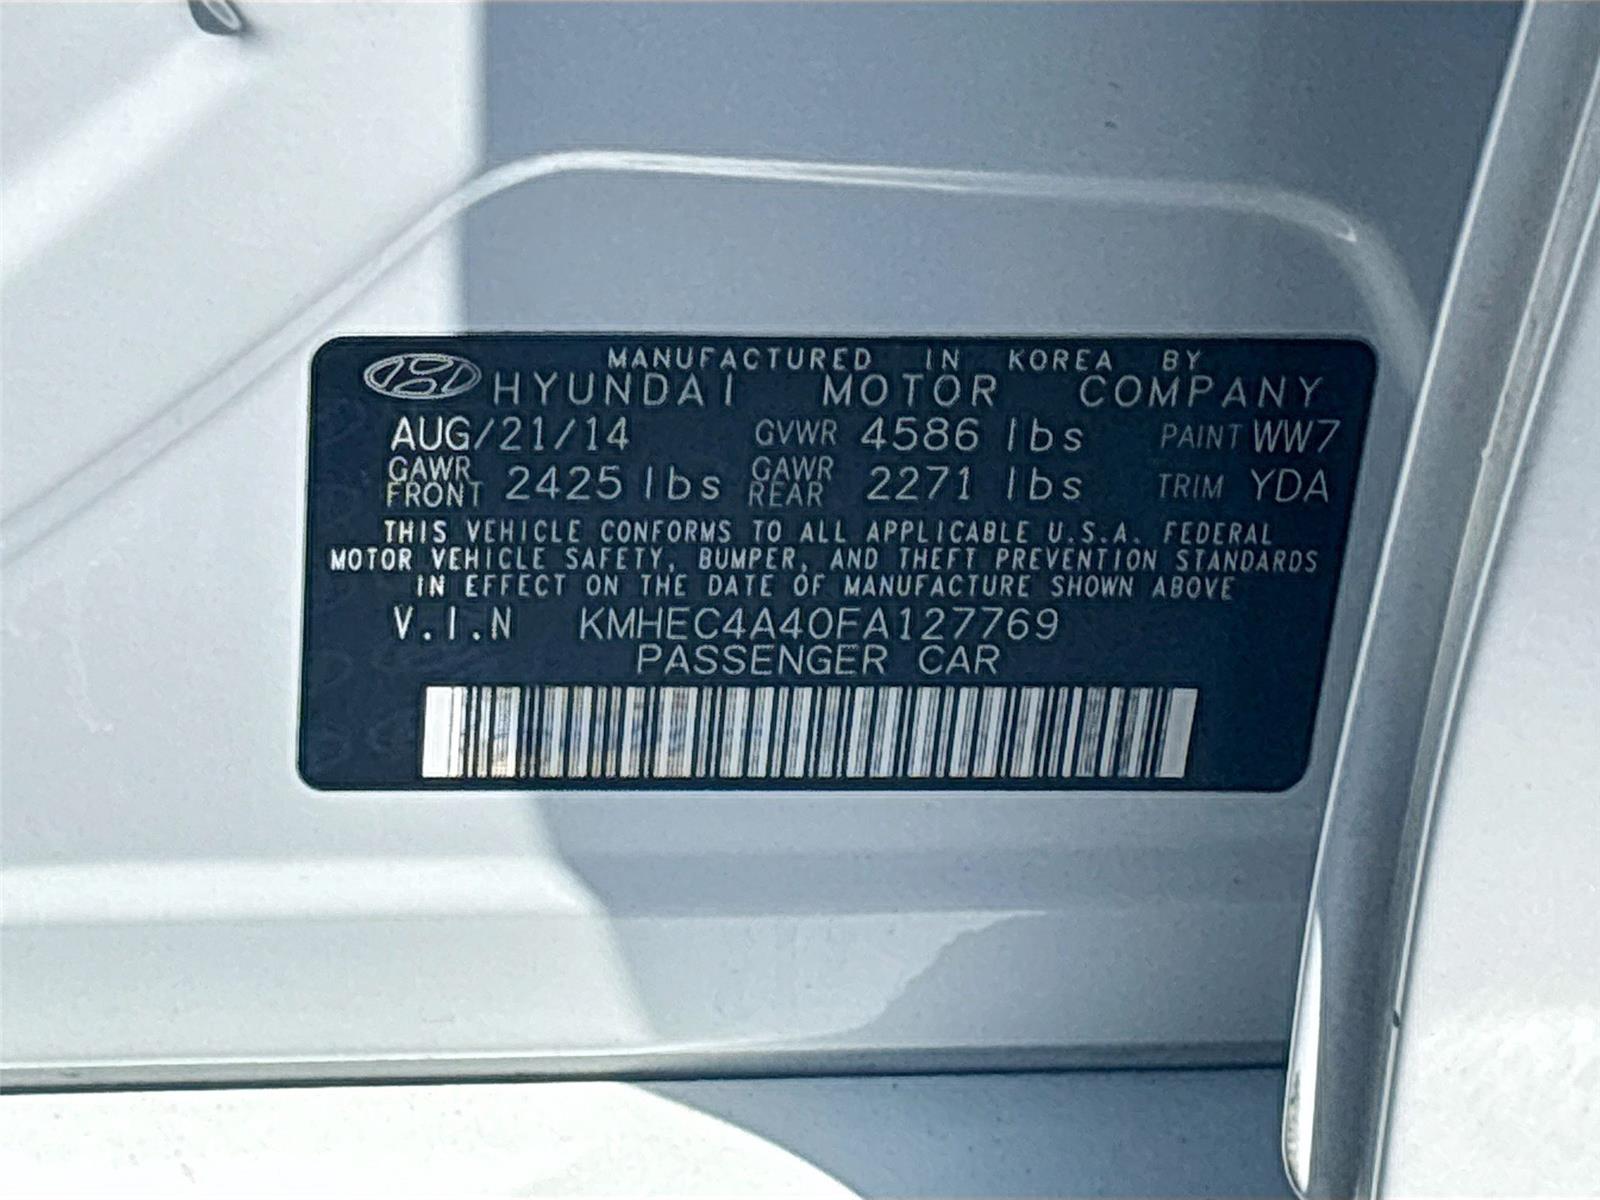 MANUFACTURED IN KOREA BY
HYUNDAI MOTOR COMPANY
AUG/21/14 GVWR 4586 lbs PAINT WW7
GAWR FRONT 2425 lbs GAWR REAR 2271 lbs TRIM YDA
THIS VEHICLE CONFORMS TO ALL APPLICABLE U.S.A. FEDERAL
MOTOR VEHICLE SAFETY, BUMPER, AND THEFT PREVENTION STANDARDS
IN EFFECT ON THE DATE OF MANUFACTURE SHOWN ABOVE
V.I.N KMHEC4A40FA127769
PASSENGER CAR